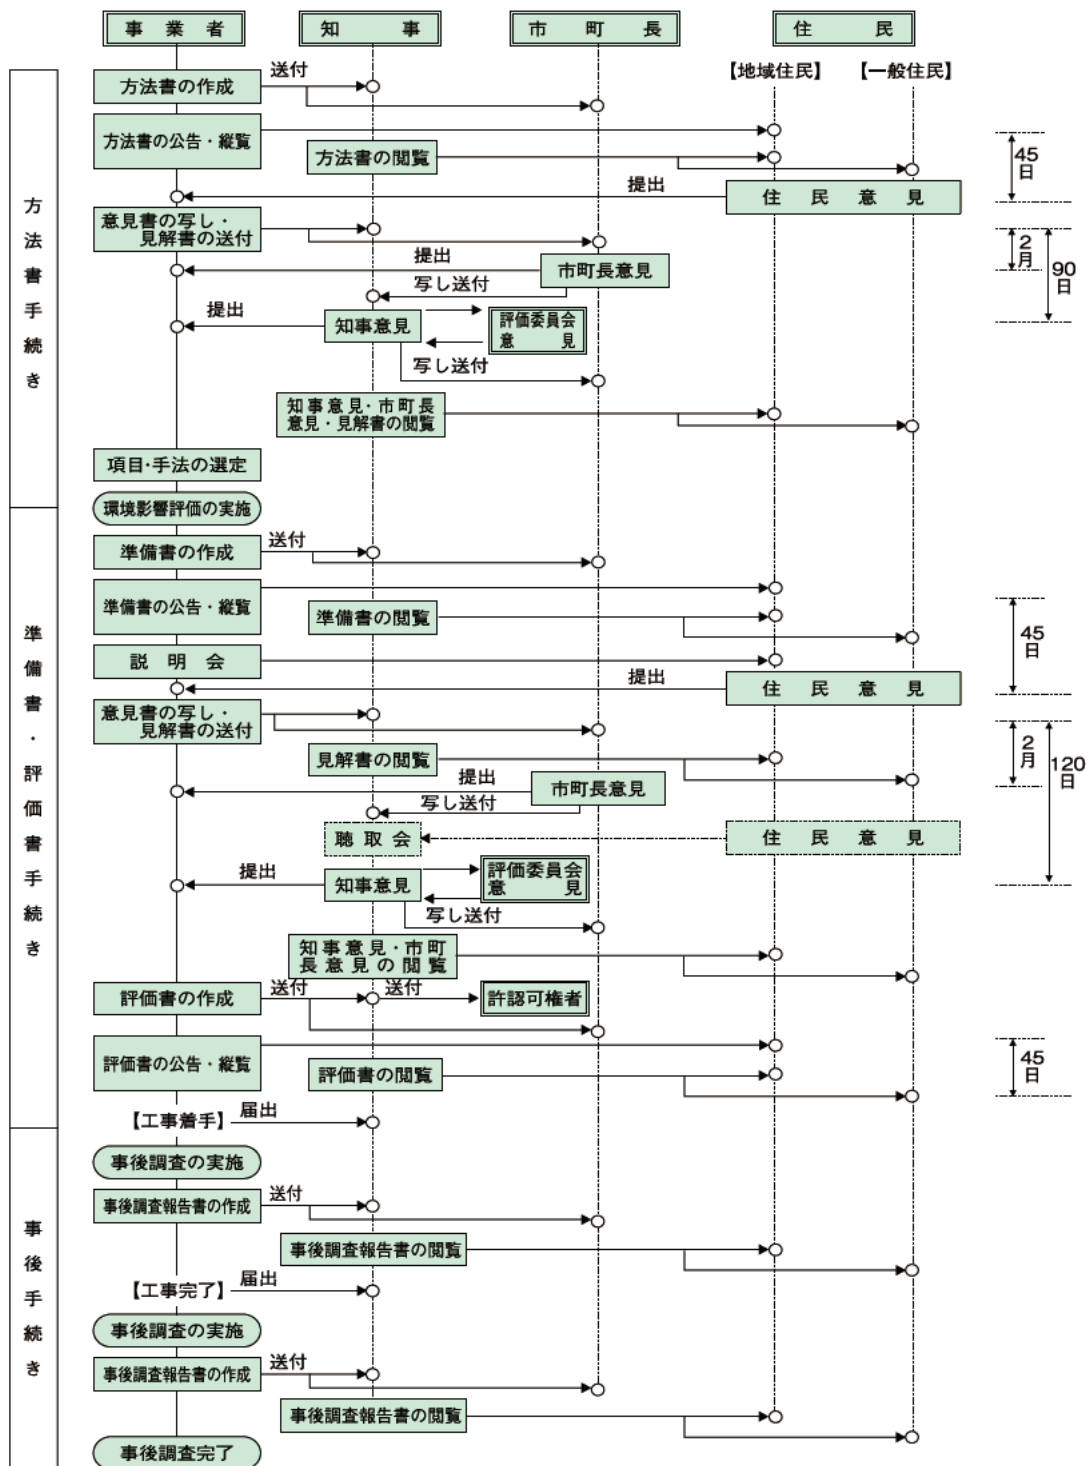 事業者
知事
市町長
住民
【地域住民】
【一般住民】
方法書手続き
方法書の作成
送付
方法書の公告・縦覧
方法書の閲覧
45日
提出
住民意見
意見書の写し・
見解書の送付
2月
90日
提出
市町長意見
写し送付
提出
知事意見
評価委員会
意見
写し送付
知事意見・市町長
意見・見解書の閲覧
項目・手法の選定
環境影響評価の実施
準備書・評価書手続き
準備書の作成
送付
準備書の公告・縦覧
準備書の閲覧
45日
説明会
提出
住民意見
意見書の写し・
見解書の送付
2月
120日
見解書の閲覧
提出
市町長意見
写し送付
聴取会
住民意見
提出
知事意見
評価委員会
意見
写し送付
知事意見・市町
長意見の閲覧
評価書の作成
送付
送付
許認可権者
評価書の公告・縦覧
評価書の閲覧
45日
【工事着手】
届出
事後手続き
事後調査の実施
事後調査報告書の作成
送付
事後調査報告書の閲覧
【工事完了】
届出
事後調査の実施
事後調査報告書の作成
送付
事後調査報告書の閲覧
事後調査完了